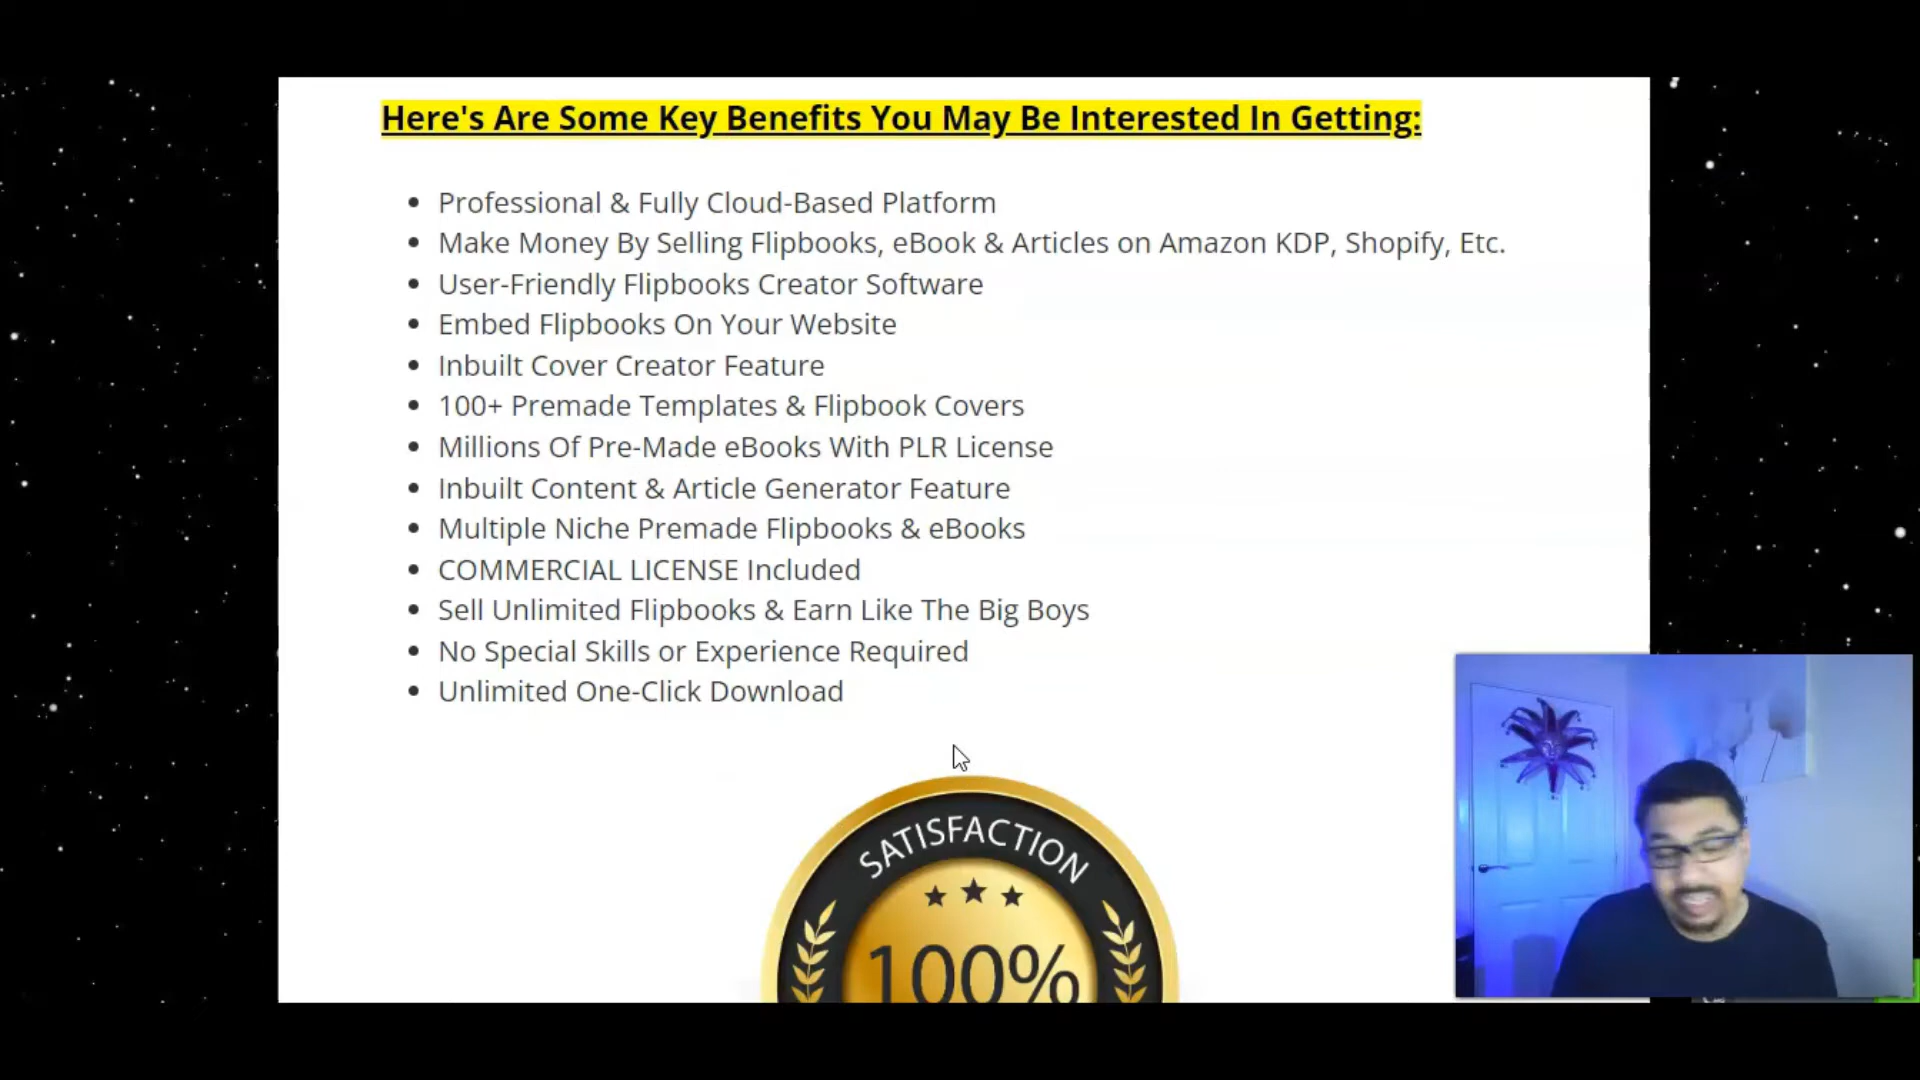 Here's Are Some Key Benefits You May Be Interested In Getting:
Professional & Fully Cloud-Based Platform
Make Money By Selling Flipbooks, eBook & Articles on Amazon KDP, Shopify, Etc.
User-Friendly Flipbooks Creator Software
Embed Flipbooks On Your Website
Inbuilt Cover Creator Feature
100+ Premade Templates & Flipbook Covers
Millions Of Pre-Made eBooks With PLR License
Inbuilt Content & Article Generator Feature
Multiple Niche Premade Flipbooks & eBooks
COMMERCIAL LICENSE Included
Sell Unlimited Flipbooks & Earn Like The Big Boys
No Special Skills or Experience Required
Unlimited One-Click Download
SATISFACTION
100%